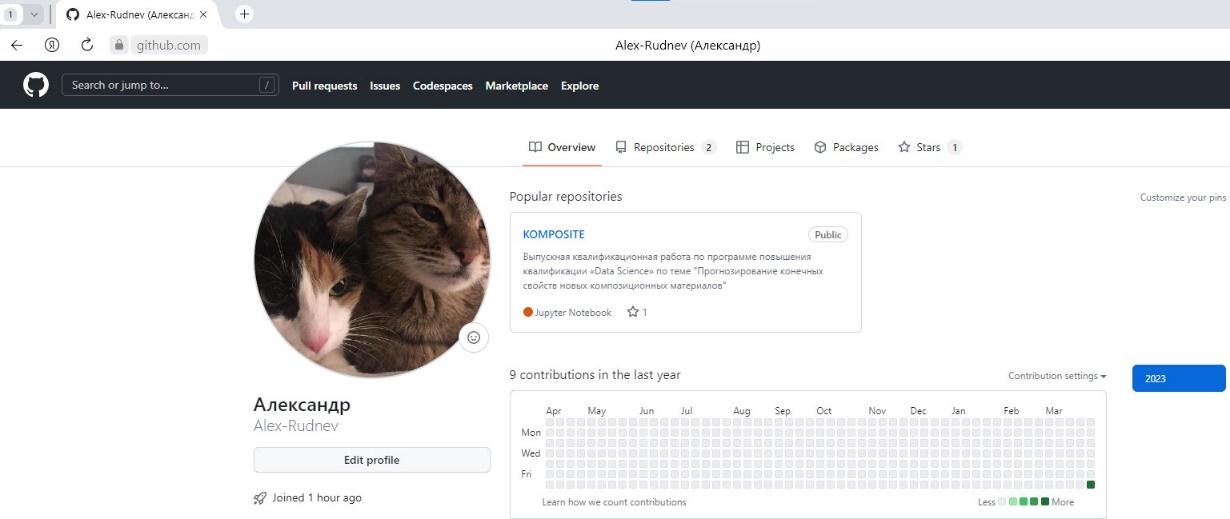 1
Alex-Rudnev (Александ
github.com
Alex-Rudnev (Александр)
Search or jump to...
/
Pull requests
Issues
Codespaces
Marketplace
Explore
Overview
Repositories 2
Projects
Packages
Stars 1
Popular repositories
Customize your pins
KOMPOSITE
Public
Выпускная квалификационная работа по программе повышения
квалификации «Data Science» по теме "Прогнозирование конечных
свойств новых композиционных материалов"
Jupyter Notebook
1
9 contributions in the last year
Contribution settings
2023
Александр
Alex-Rudnev
Edit profile
Joined 1 hour ago
Apr May Jun Jul Aug Sep Oct Nov Dec Jan Feb Mar
Mon
Wed
Fri
Learn how we count contributions
Less
More